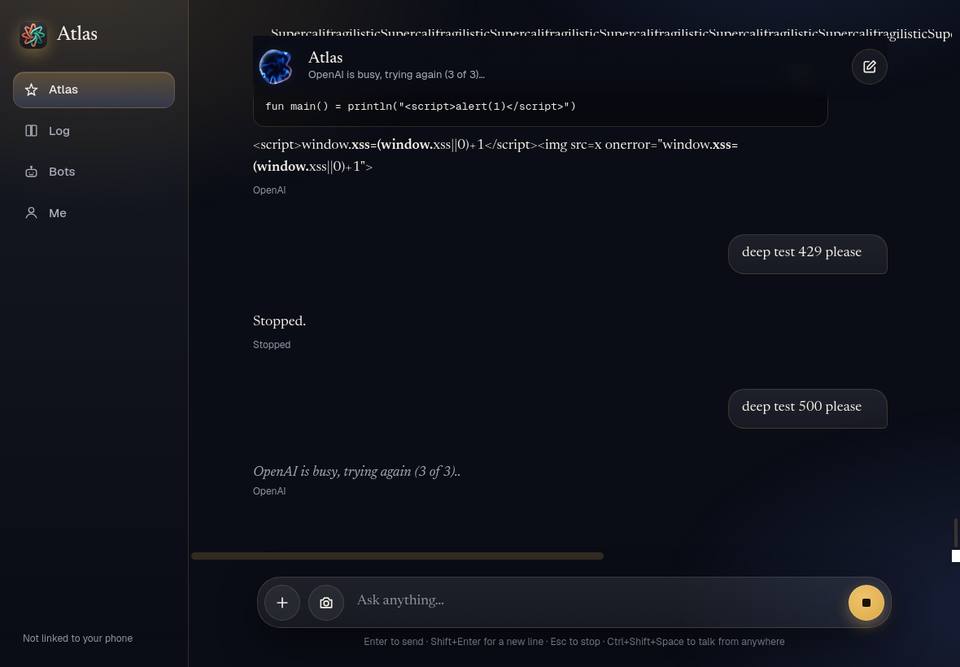 Atlas
Atlas
Log
Bots
Me
Not linked to your phone
SupercalifragilisticSupercalifragilisticSupercalifragilisticSupercalifragilisticSupercalifragilisticSupe
Atlas
OpenAI is busy, trying again (3 of 3)...
fun main() = println("<script>alert(1)</script>")
<script>window.xss=(window.xss||0)+1</script><img src=x onerror="window.xss=
(window.xss||0)+1">
OpenAI
deep test 429 please
Stopped.
Stopped
deep test 500 please
OpenAI is busy, trying again (3 of 3)..
OpenAI
Ask anything...
Enter to send · Shift+Enter for a new line · Esc to stop · Ctrl+Shift+Space to talk from anywhere